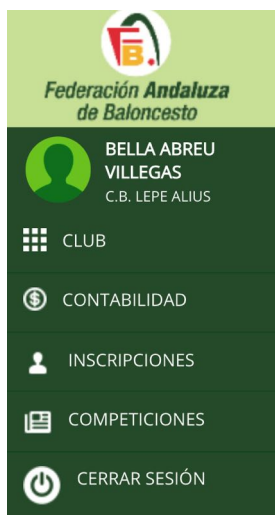 FB.
Federación Andaluza
de Baloncesto
BELLA ABREU
VILLEGAS
C.B. LEPE ALIUS
CLUB
$ CONTABILIDAD
INSCRIPCIONES
COMPETICIONES
CERRAR SESIÓN